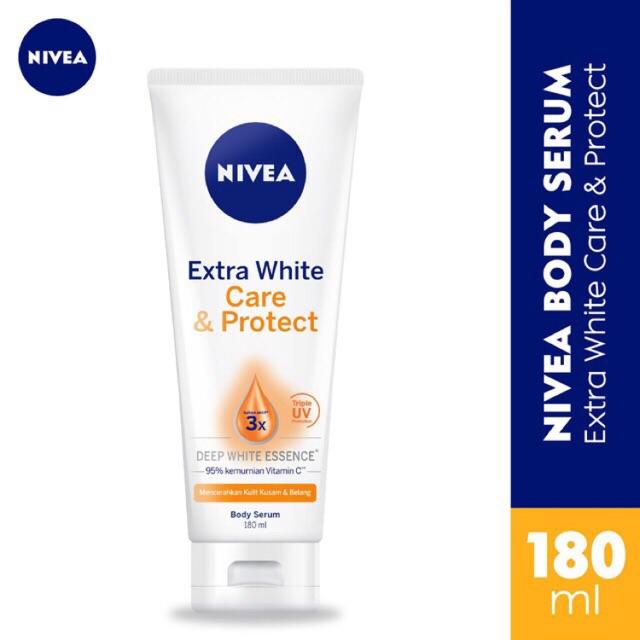 NIVEA
NIVEA
Extra White
Care
& Protect
3x
Triple
UV
Protection
DEEP WHITE ESSENCE
95% kemurnian Vitamin C
Mencerahkan Kulit Kusam & Belang
Body Serum
180 ml
NIVEA BODY SERUM
Extra White Care & Protect
180
ml